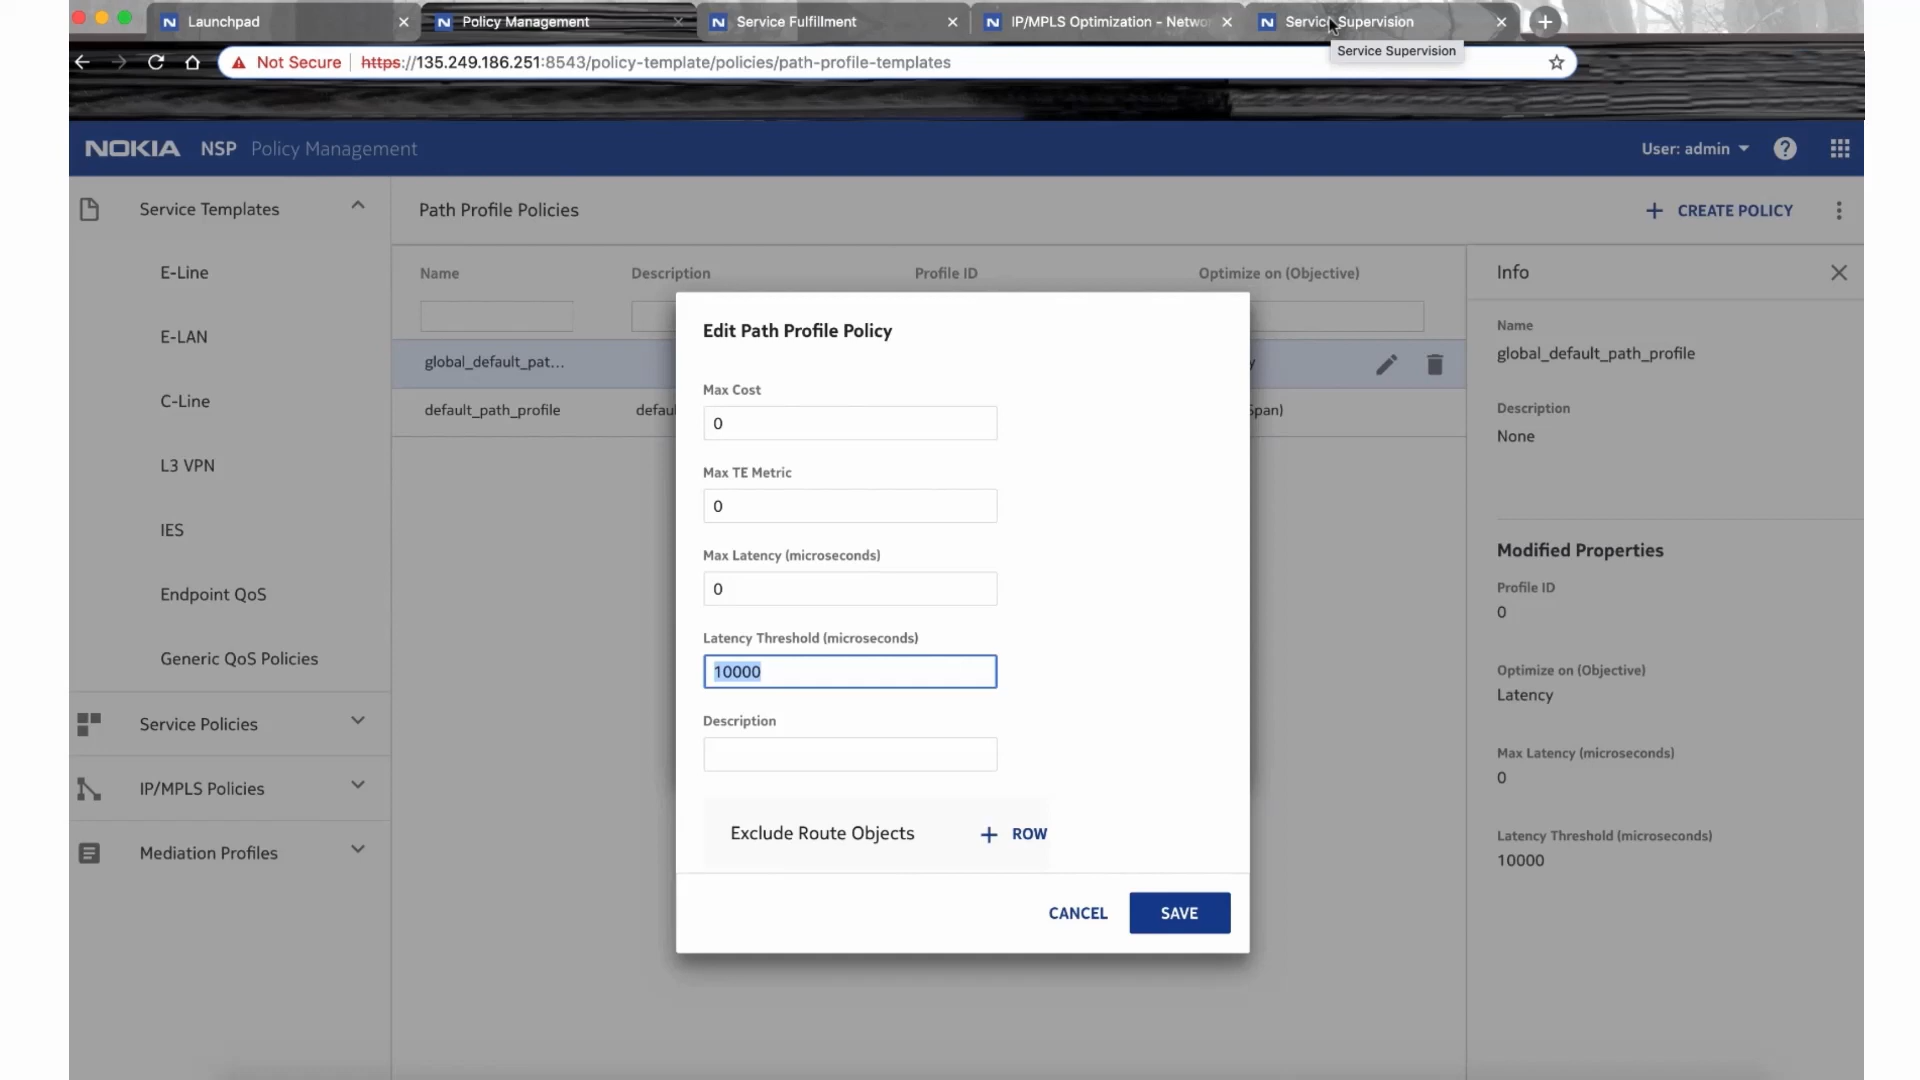 Launchpad
Policy Management
Service Fulfillment
IP/MPLS Optimization - Netwo
Service Supervision
Service Supervision
Not Secure
https://135.249.186.251:8543/policy-template/policies/path-profile-templates
NOKIA NSP Policy Management
User: admin
Service Templates
E-Line
E-LAN
C-Line
L3 VPN
IES
Endpoint QoS
Generic QoS Policies
Service Policies
IP/MPLS Policies
Mediation Profiles
Path Profile Policies
+ CREATE POLICY
Name Description Profile ID Optimize on (Objective)
global_default_pat... y
default_path_profile defau Span)
Edit Path Profile Policy
Max Cost
0
Max TE Metric
0
Max Latency (microseconds)
0
Latency Threshold (microseconds)
10000
Description
Exclude Route Objects
+ ROW
CANCEL
SAVE
Info
Name
global_default_path_profile
Description
None
Modified Properties
Profile ID
0
Optimize on (Objective)
Latency
Max Latency (microseconds)
0
Latency Threshold (microseconds)
10000